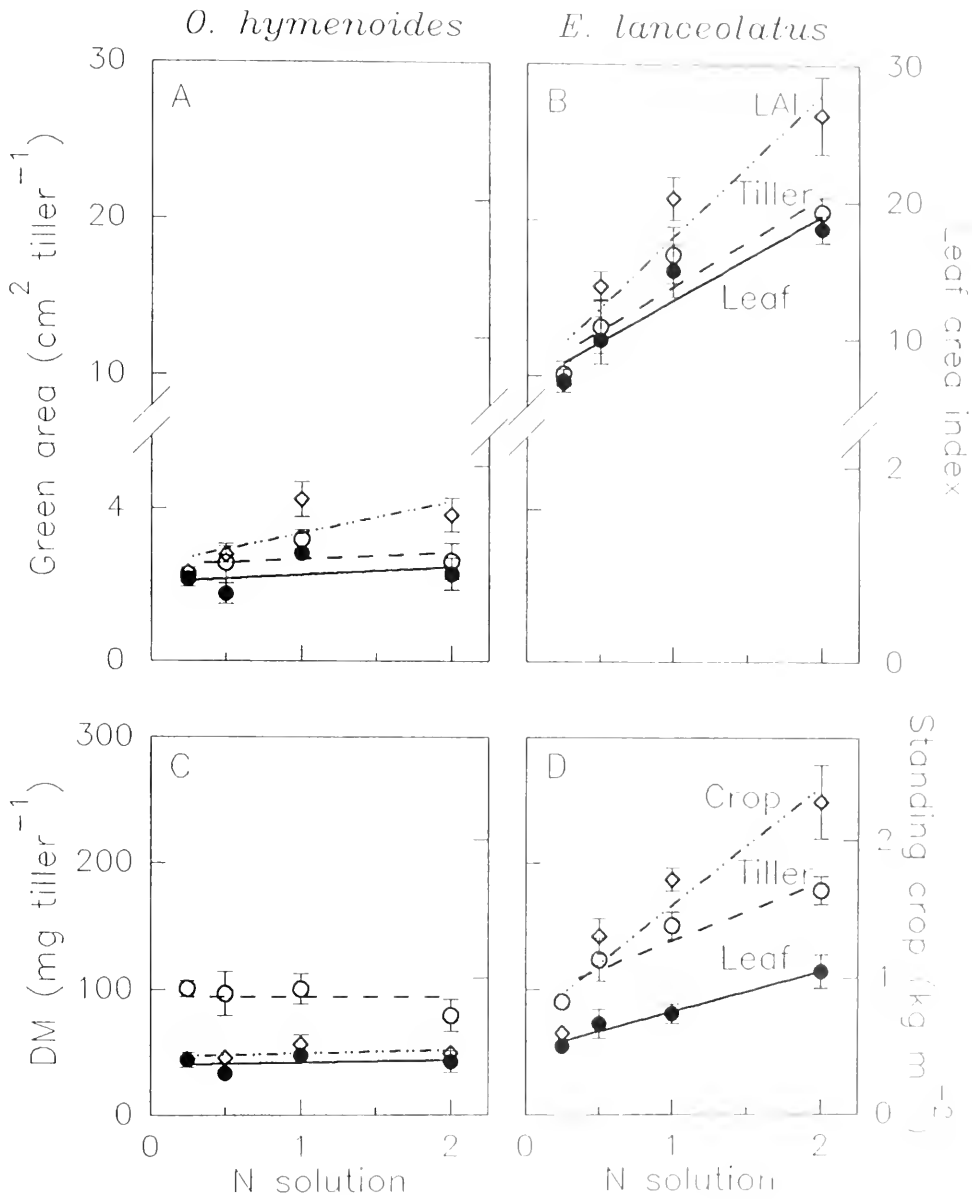 O. hymenoides
E. lanceolatus
Green area (cm² tiller⁻¹)
30
20
10
4
0
A
B
LAI
Tiller
Leaf
30
20
10
2
0
Leaf area index
DM (mg tiller⁻¹)
300
200
100
0
C
D
Crop
Tiller
Leaf
2
1
0
Standing crop (kg m⁻²)
0
1
2
0
1
2
N solution
N solution